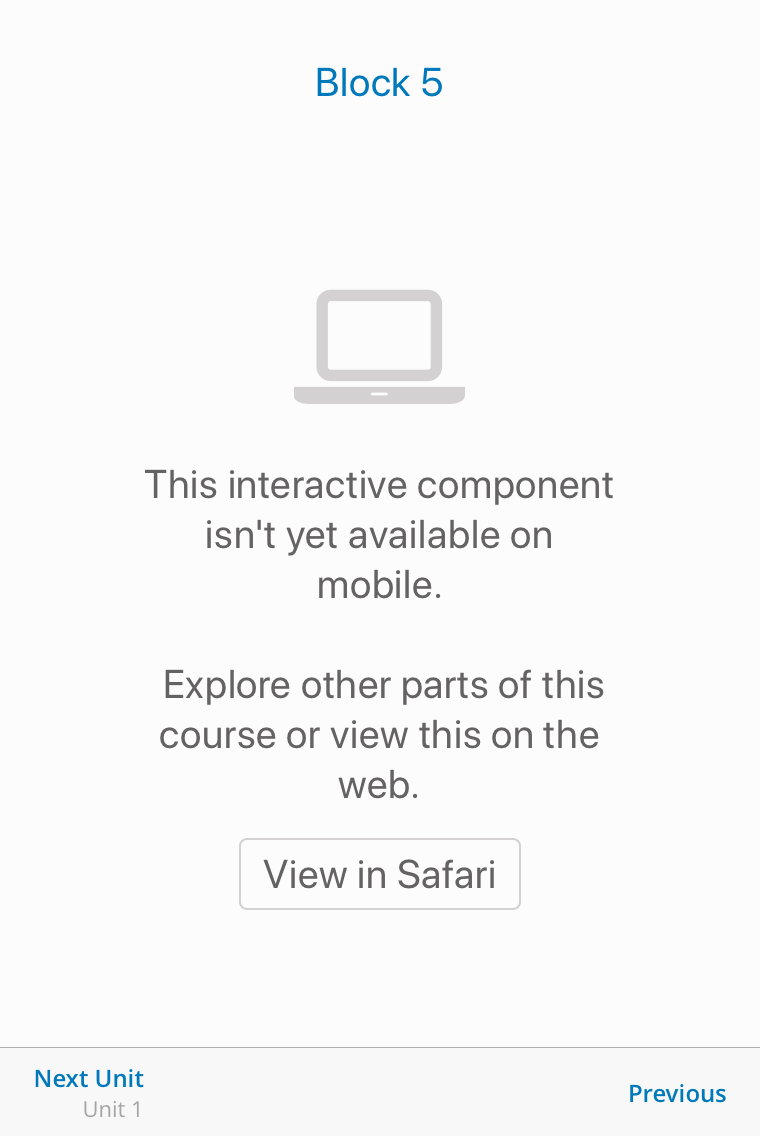 Block 5
This interactive component
isn't yet available on
mobile.
Explore other parts of this
course or view this on the
web.
View in Safari
Next Unit
Unit 1
Previous